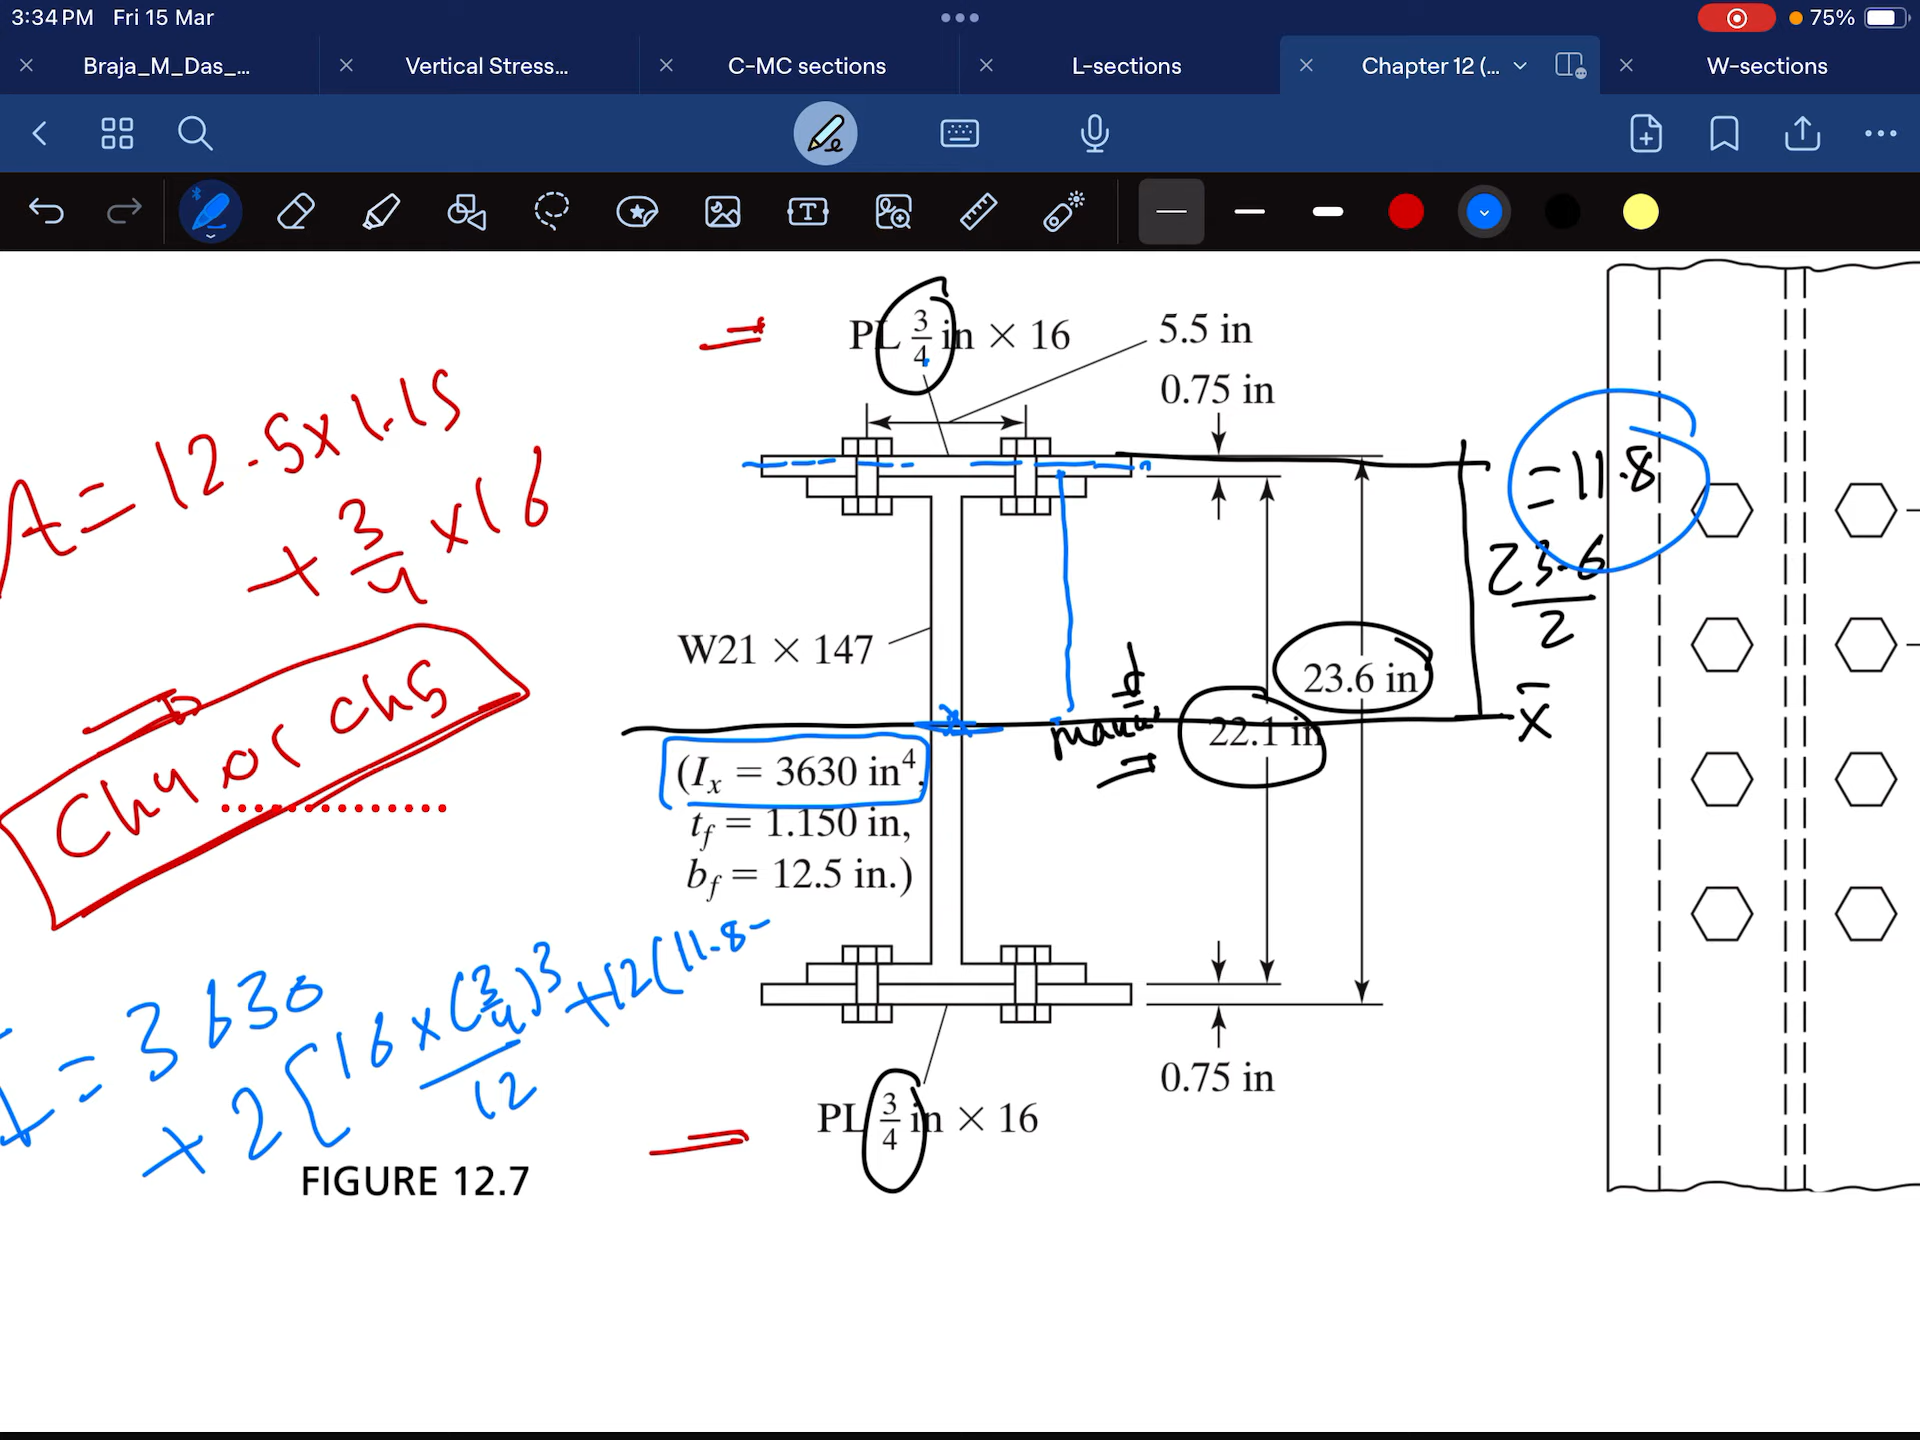 3:34 PM Fri 15 Mar
75%
Braja_M_Das_...
Vertical Stress...
C-MC sections
L-sections
Chapter 12 (...
W-sections
PL 3/4 in × 16
5.5 in
0.75 in
A = 12.5 x 1.15
+ 3/4 x 16
= 11.8
23.6/2
W21 × 147
23.6 in
d
22.1 in
x̄
Ch4 or ch5
(Iₓ = 3630 in⁴,
t_f = 1.150 in,
b_f = 12.5 in.)
I = 3630
+ 2 [ 16 x (3/4)³/12 + 12 (11.8 -
0.75 in
PL 3/4 in × 16
FIGURE 12.7